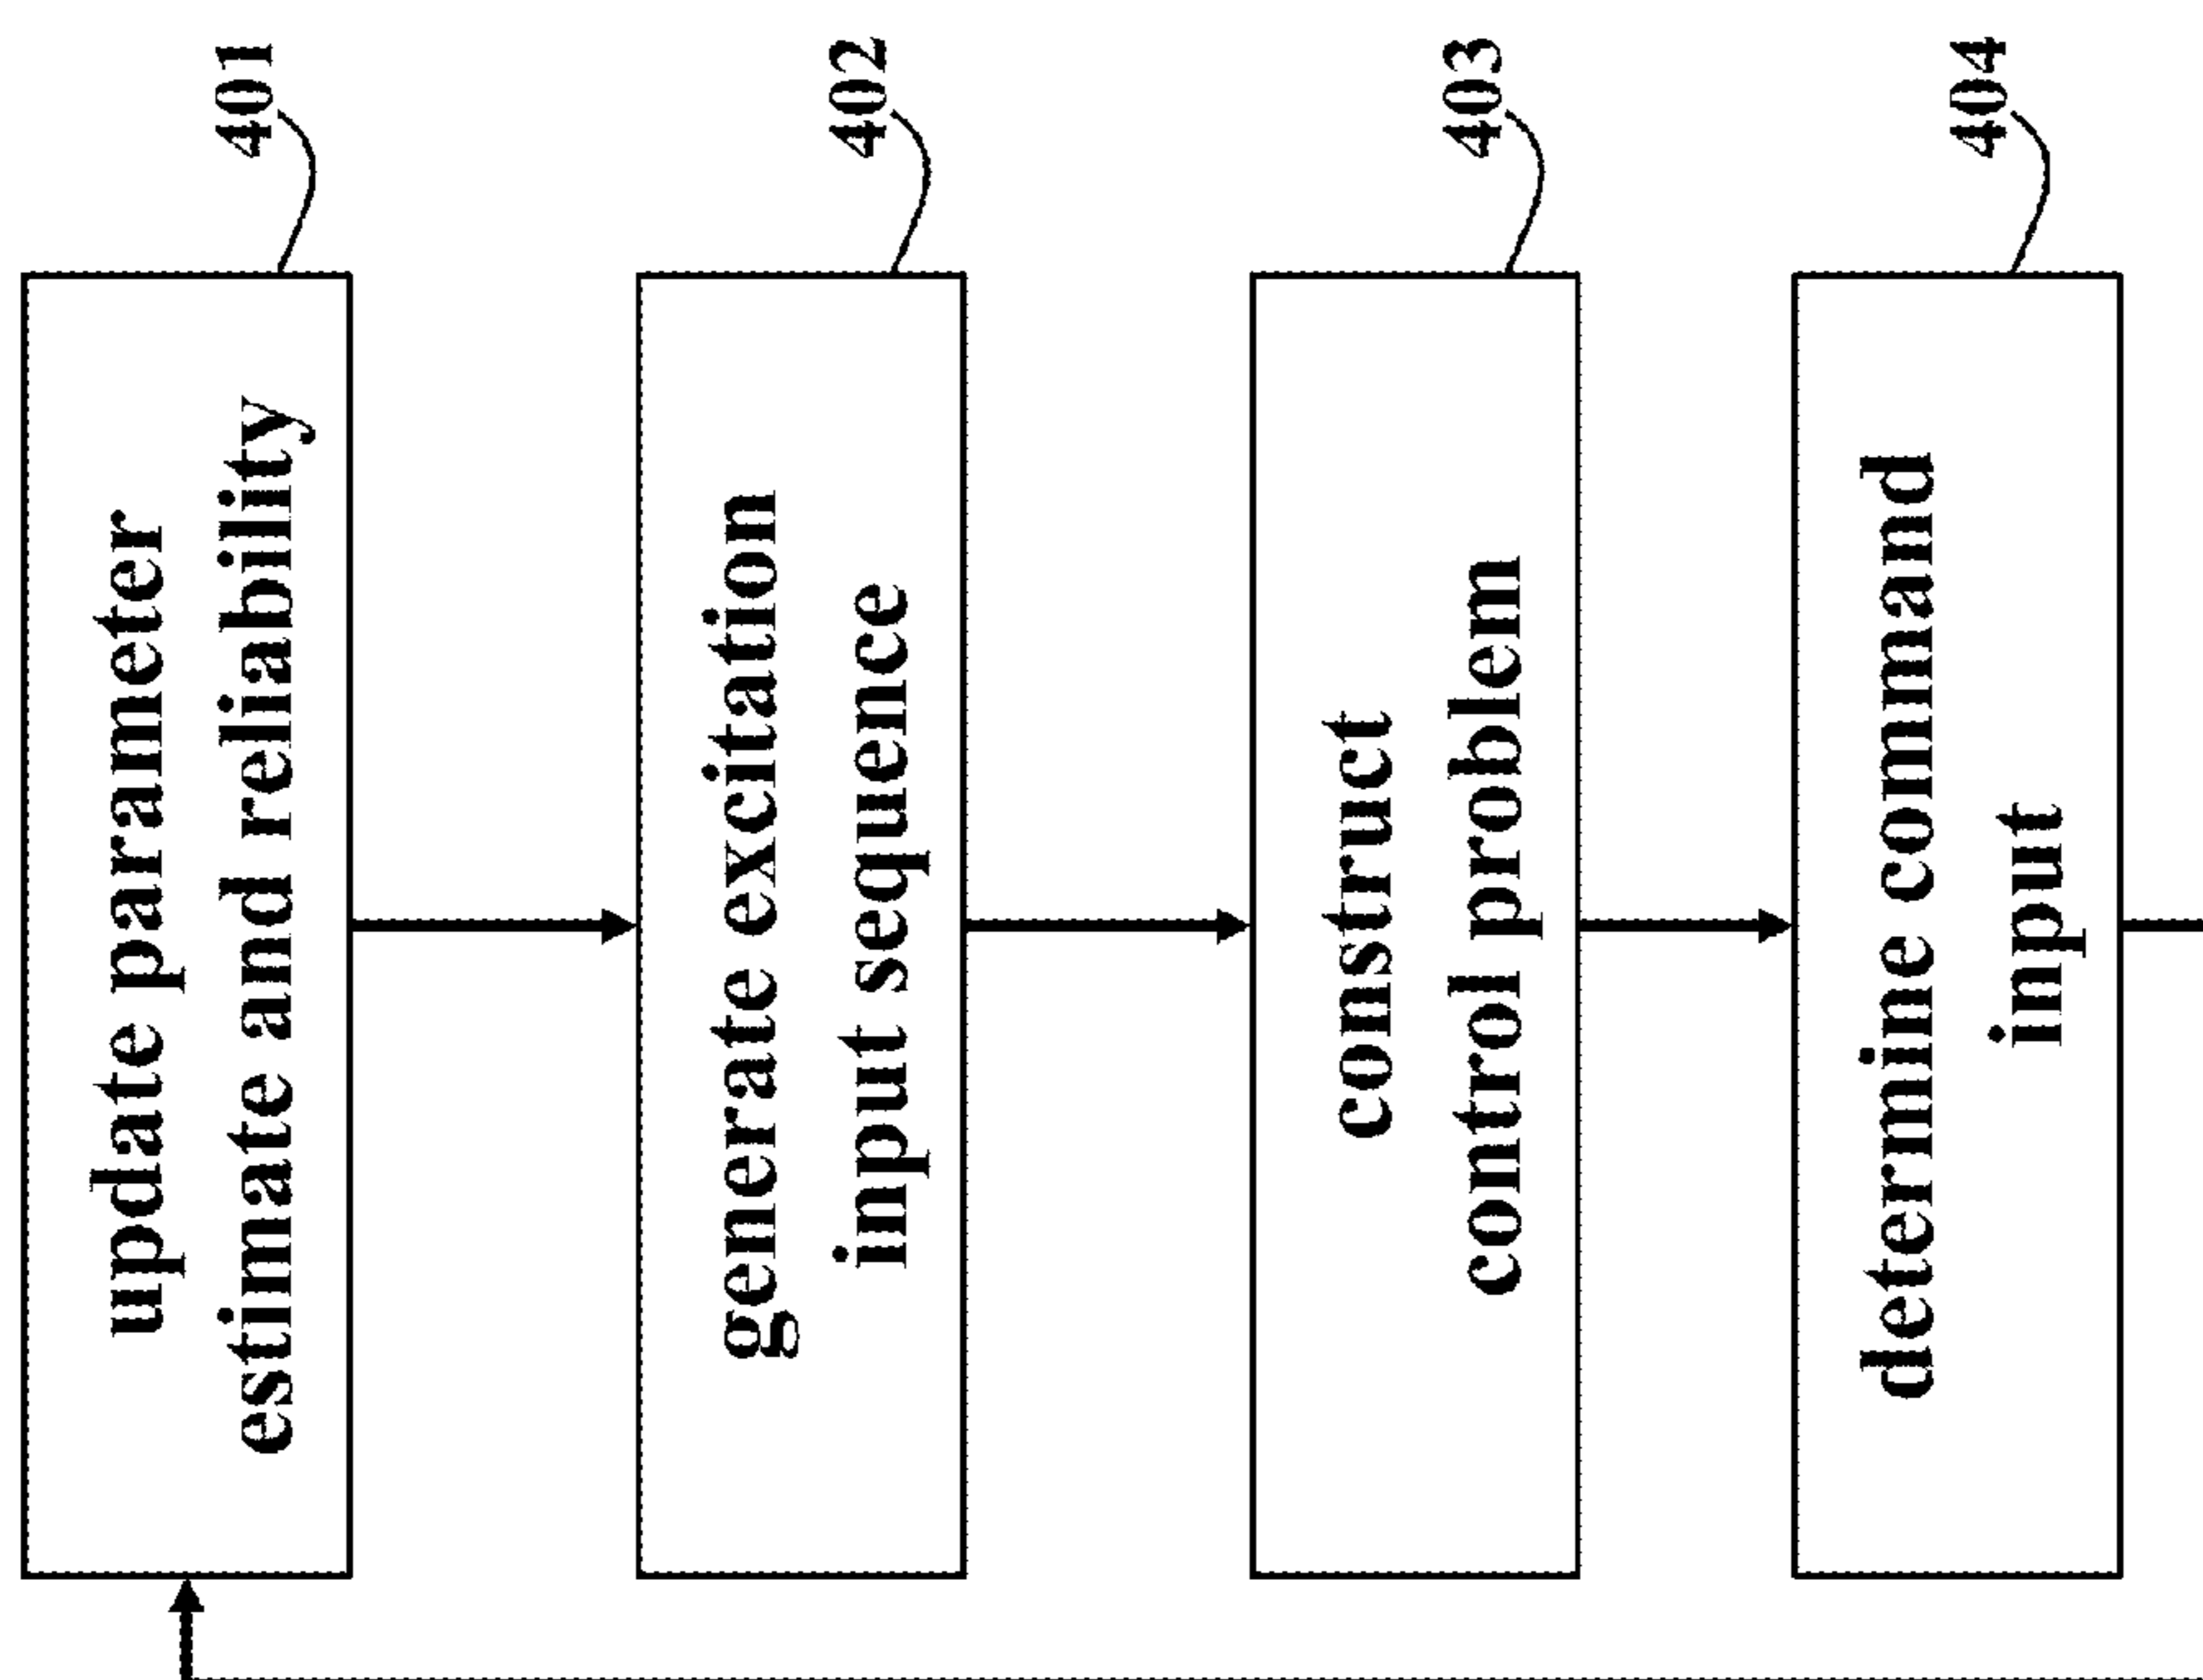 update parameter
estimate and reliability
401
generate excitation
input sequence
402
construct
control problem
403
determine command
input
404